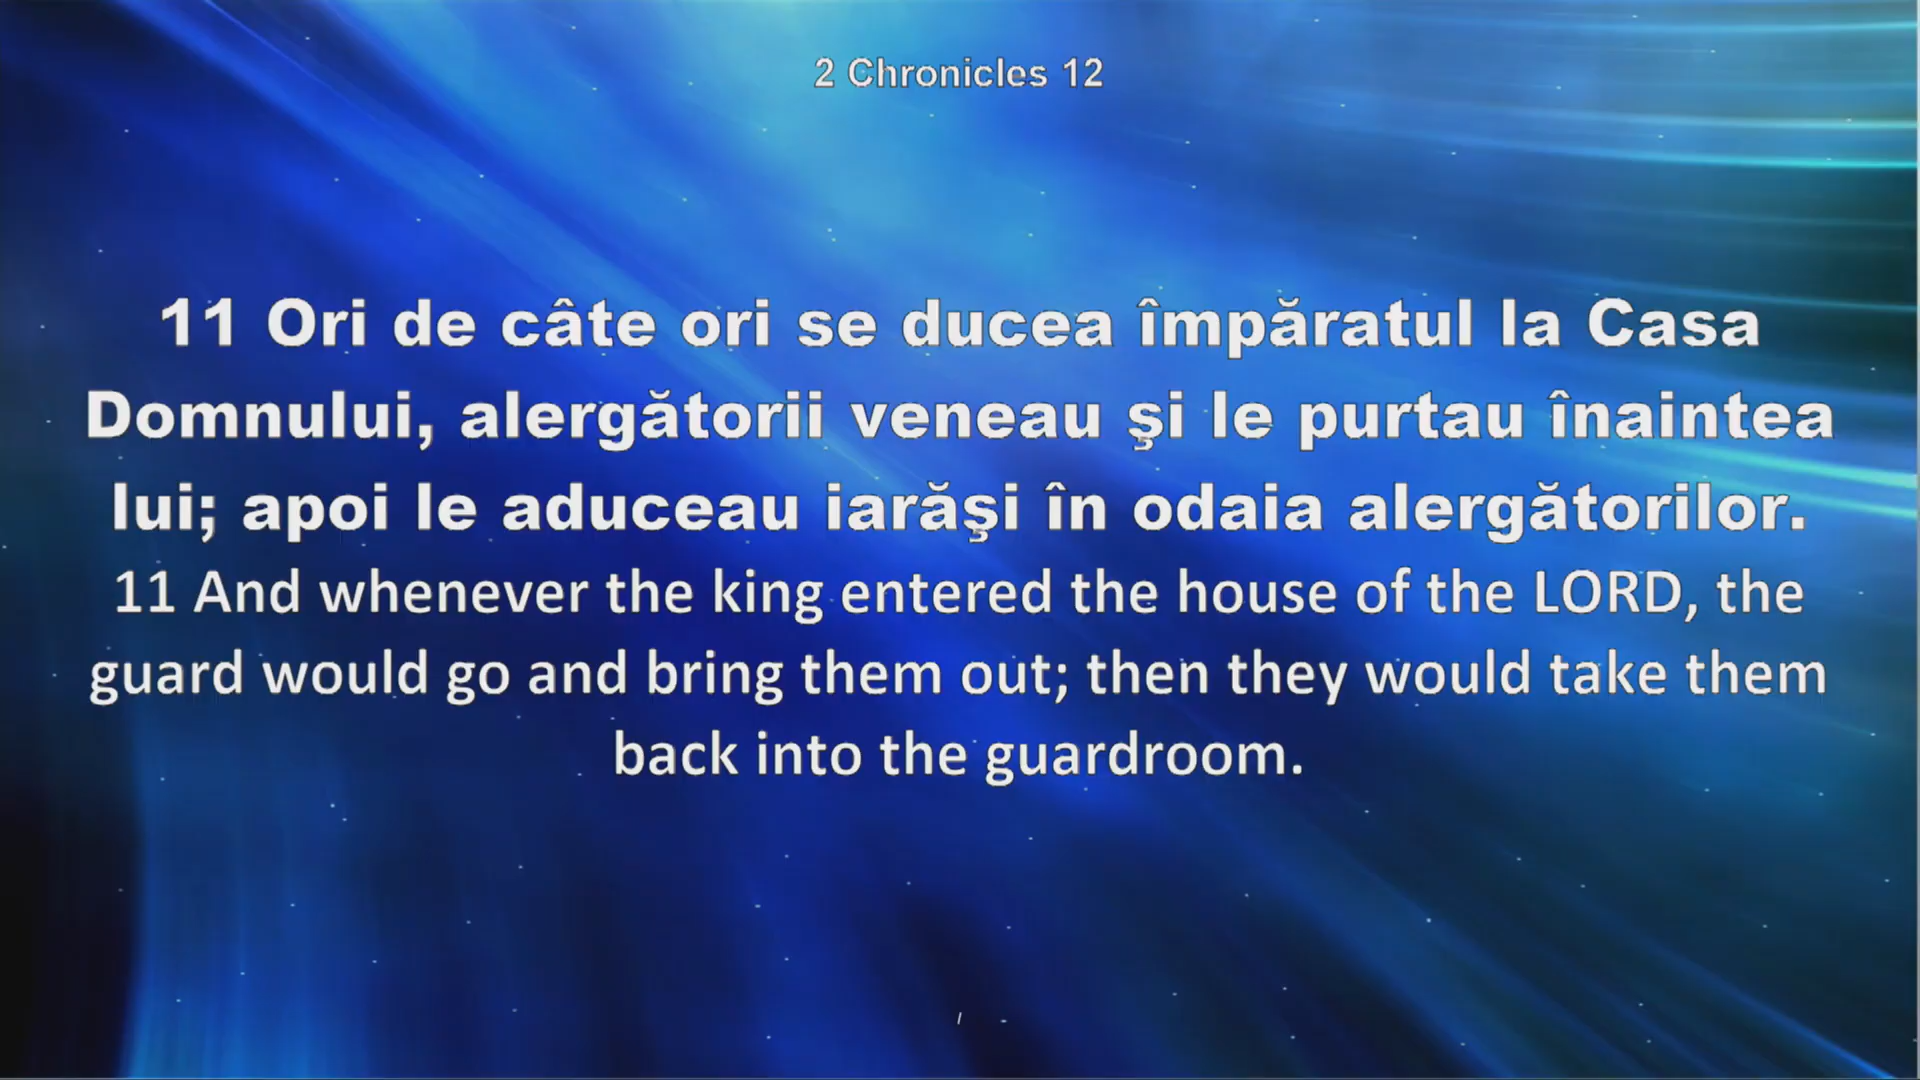 2 Chronicles 12
11 Ori de câte ori se ducea împăratul la Casa
Domnului, alergătorii veneau şi le purtau înaintea
lui; apoi le aduceau iarăşi în odaia alergătorilor.
11 And whenever the king entered the house of the LORD, the
guard would go and bring them out; then they would take them
back into the guardroom.
/